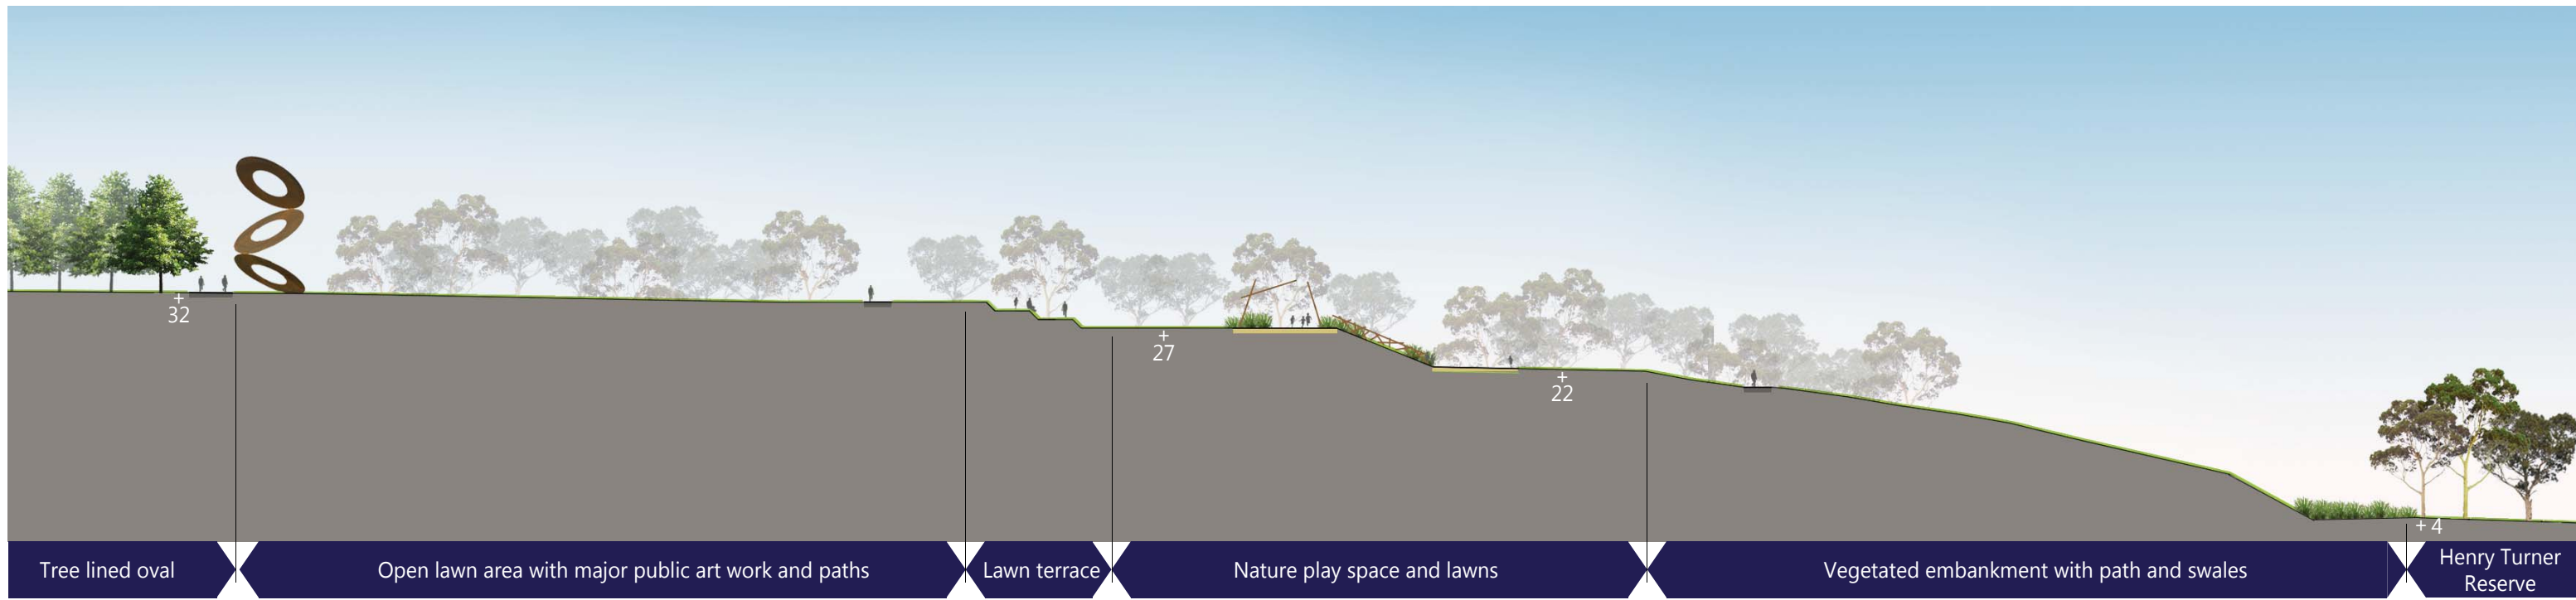 +
32
+
27
+
22
+ 4
Tree lined oval
Open lawn area with major public art work and paths
Lawn terrace
Nature play space and lawns
Vegetated embankment with path and swales
Henry Turner
Reserve